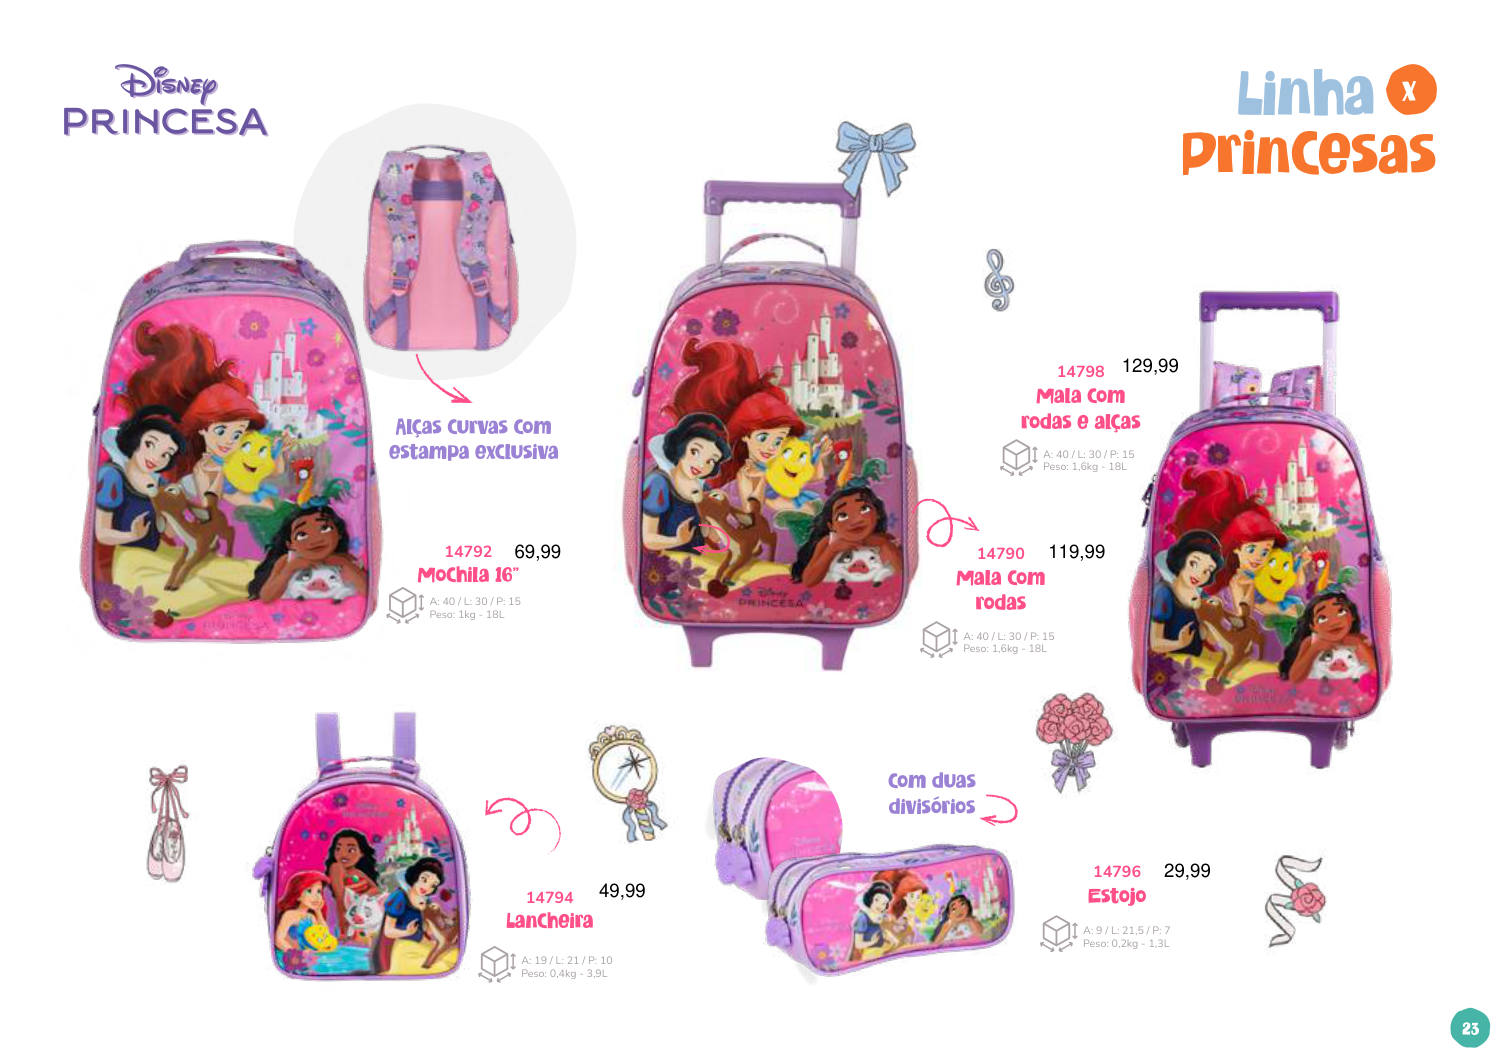 Disney
PRINCESA
Linha x
Princesas
Alças curvas com
estampa exclusiva
14792 69,99
Mochila 16”
A: 40 / L: 30 / P: 15
Peso: 1kg - 18L
14798 129,99
Mala com
rodas e alças
A: 40 / L: 30 / P: 15
Peso: 1,6kg - 18L
14790 119,99
Mala com
rodas
A: 40 / L: 30 / P: 15
Peso: 1,6kg - 18L
Disney
PRINCESA
14794 49,99
Lancheira
A: 19 / L: 21 / P: 10
Peso: 0,4kg - 3,9L
Com duas
divisórios
14796 29,99
Estojo
A: 9 / L: 21,5 / P: 7
Peso: 0,2kg - 1,3L
23